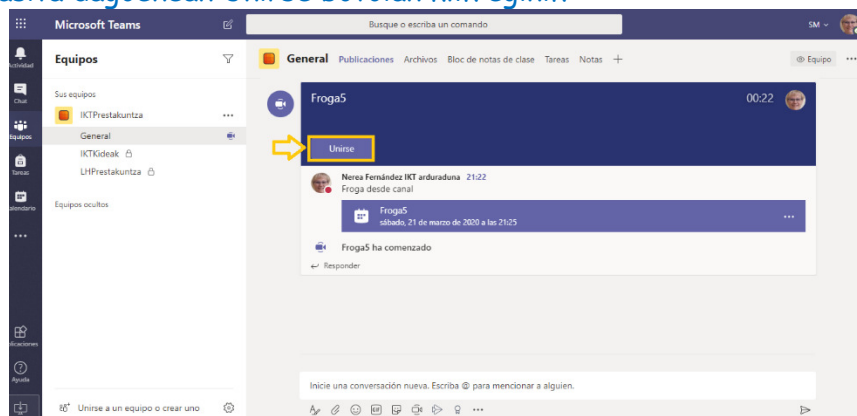 Microsoft Teams
Busque o escriba un comando
SM
Actividad
Chat
Equipos
Tareas
Calendario
Ayuda
Equipos
Sus equipos
IKTPrestakuntza
General
IKTKideak
LHPrestakuntza
Equipos ocultos
Unirse a un equipo o crear uno
General Publicaciones Archivos Bloc de notas de clase Tareas Notas +
Equipo
Froga5
00:22
Unirse
Nerea Fernández IKT arduraduna 21:22
Froga desde canal
Froga5
sábado, 21 de marzo de 2020 a las 21:25
Froga5 ha comenzado
Responder
Inicie una conversación nueva. Escriba @ para mencionar a alguien.
GIF